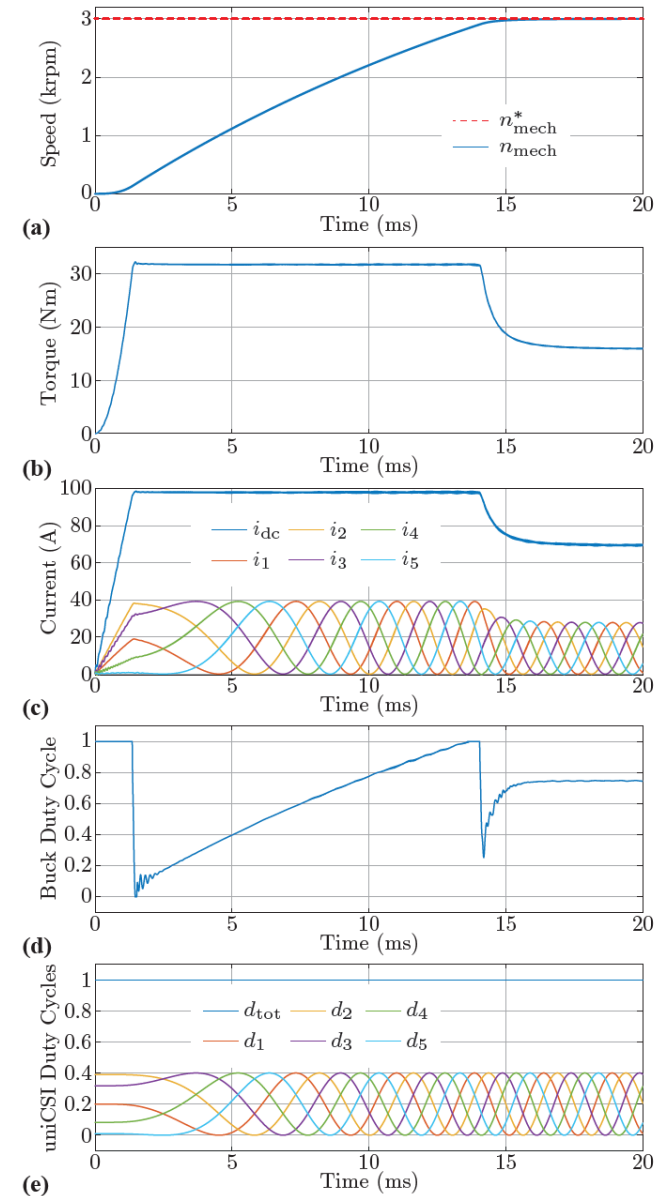 3
2
1
0
Speed (krpm)
n*mech
nmech
0 5 10 15 20
Time (ms)
(a)
30
20
10
0
Torque (Nm)
0 5 10 15 20
Time (ms)
(b)
100
80
60
40
20
0
Current (A)
idc i2 i4
i1 i3 i5
0 5 10 15 20
Time (ms)
(c)
1
0.8
0.6
0.4
0.2
0
Buck Duty Cycle
0 5 10 15 20
Time (ms)
(d)
1
0.8
0.6
0.4
0.2
0
uniCSI Duty Cycles
dtot d2 d4
d1 d3 d5
0 5 10 15 20
Time (ms)
(e)